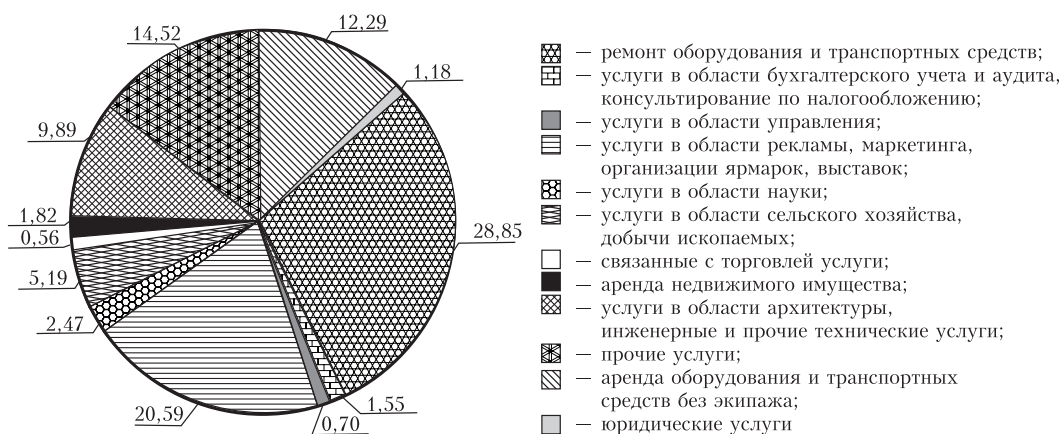 12,29
1,18
28,85
1,55
0,70
20,59
2,47
5,19
0,56
1,82
9,89
14,52
— ремонт оборудования и транспортных средств;
— услуги в области бухгалтерского учета и аудита,
консультирование по налогообложению;
— услуги в области управления;
— услуги в области рекламы, маркетинга,
организации ярмарок, выставок;
— услуги в области науки;
— услуги в области сельского хозяйства,
добычи ископаемых;
— связанные с торговлей услуги;
— аренда недвижимого имущества;
— услуги в области архитектуры,
инженерные и прочие технические услуги;
— прочие услуги;
— аренда оборудования и транспортных
средств без экипажа;
— юридические услуги